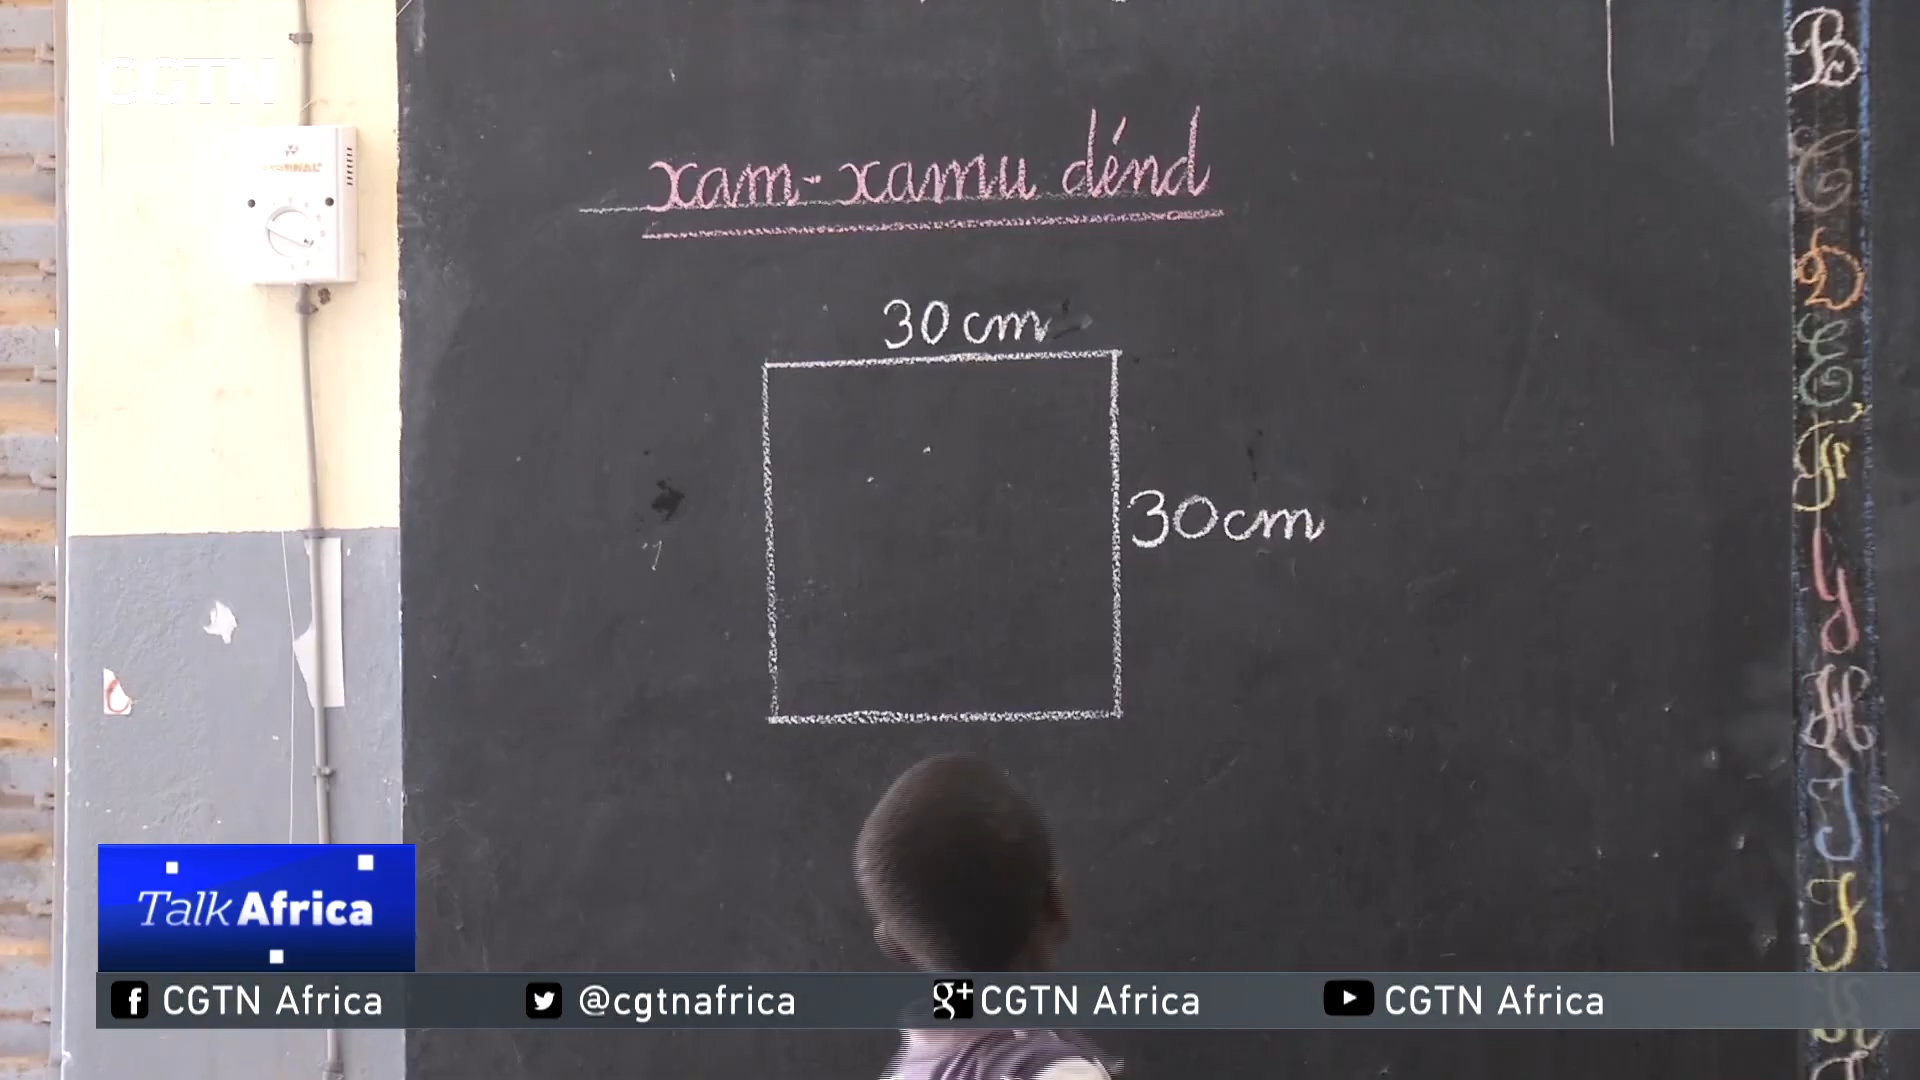 CGTN
xam-xamu dénd
30 cm
30cm
B
C
D
E
F
Y
H
I
J
Talk Africa
CGTN Africa
@cgtnafrica
CGTN Africa
CGTN Africa